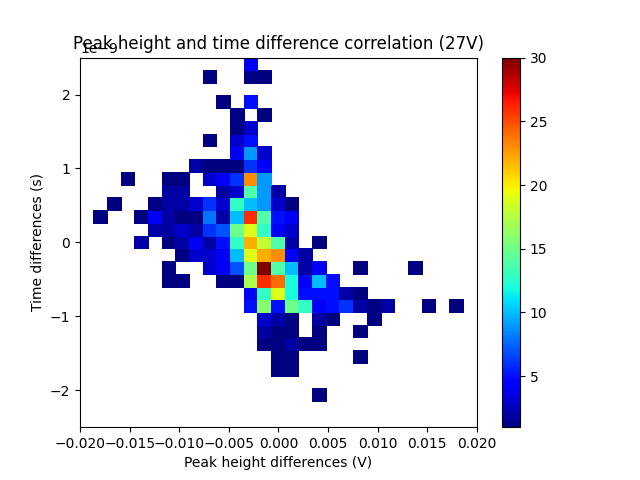 Peak height and time difference correlation (27V)
1e−9
30
25
20
15
10
5
2
1
0
−1
−2
Time differences (s)
−0.020 −0.015 −0.010 −0.005 0.000 0.005 0.010 0.015 0.020
Peak height differences (V)